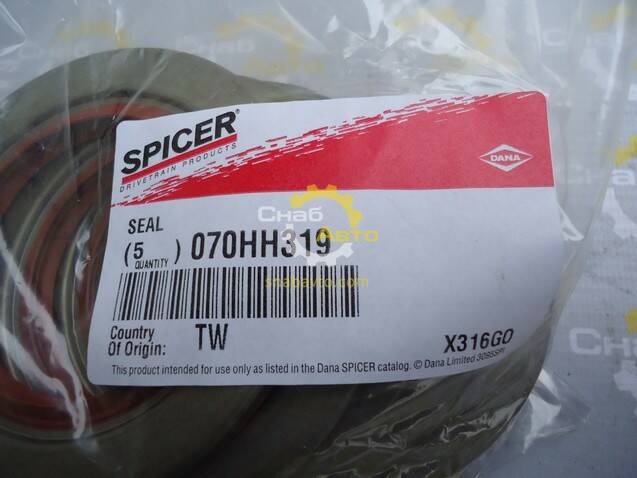 SPICER®
DRIVETRAIN PRODUCTS
DANA
SEAL
(5) 070HH319
QUANTITY
Снаб Авто
snabavto.com
Country
Of Origin: TW
X316GO
This product intended for use only as listed in the Dana SPICER catalog. © Dana Limited